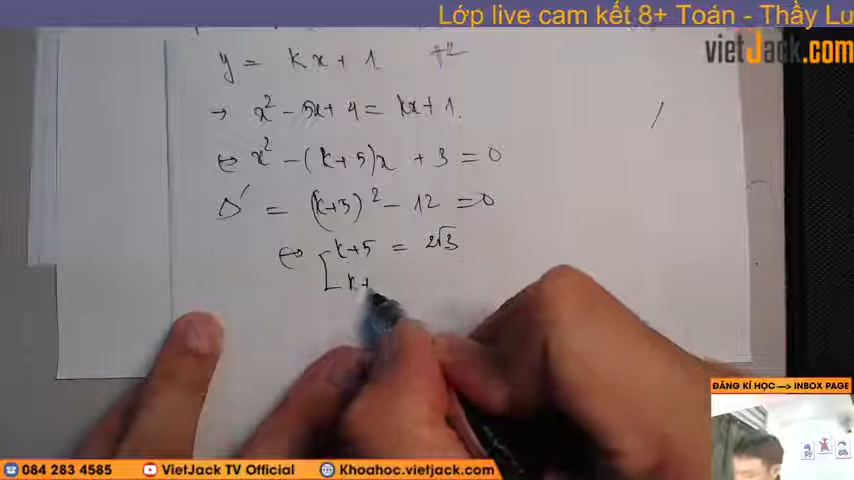 Lớp live cam kết 8+ Toán - Thầy Lu
vietJack.com
y = kx + 1
→ x² - 5x + 4 = kx + 1.
⇔ x² - (k+5)x + 3 = 0
Δ' = (k+5)² - 12 = 0
⇔ [ k+5 = 2√3
k+
ĐĂNG KÍ HỌC —> INBOX PAGE
084 283 4585 VietJack TV Official Khoahoc.vietjack.com